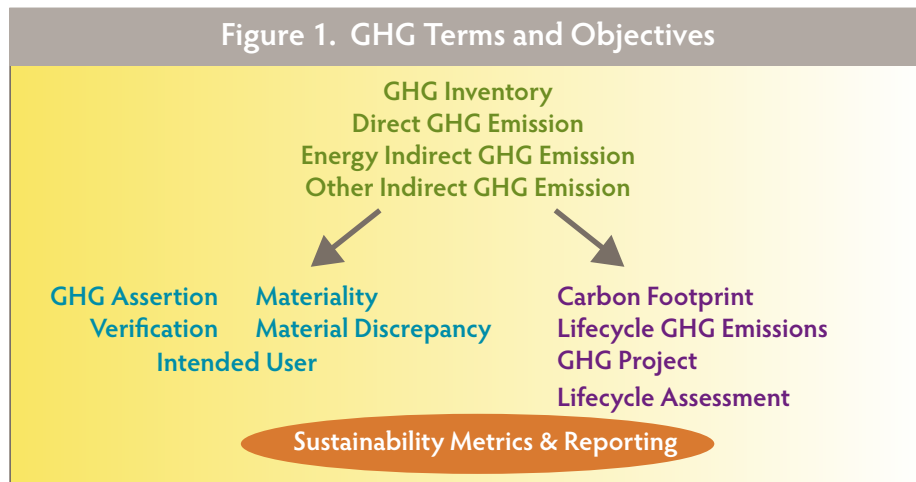 Figure 1. GHG Terms and Objectives
GHG Inventory
Direct GHG Emission
Energy Indirect GHG Emission
Other Indirect GHG Emission
GHG Assertion Materiality
Verification Material Discrepancy
Intended User
Carbon Footprint
Lifecycle GHG Emissions
GHG Project
Lifecycle Assessment
Sustainability Metrics & Reporting